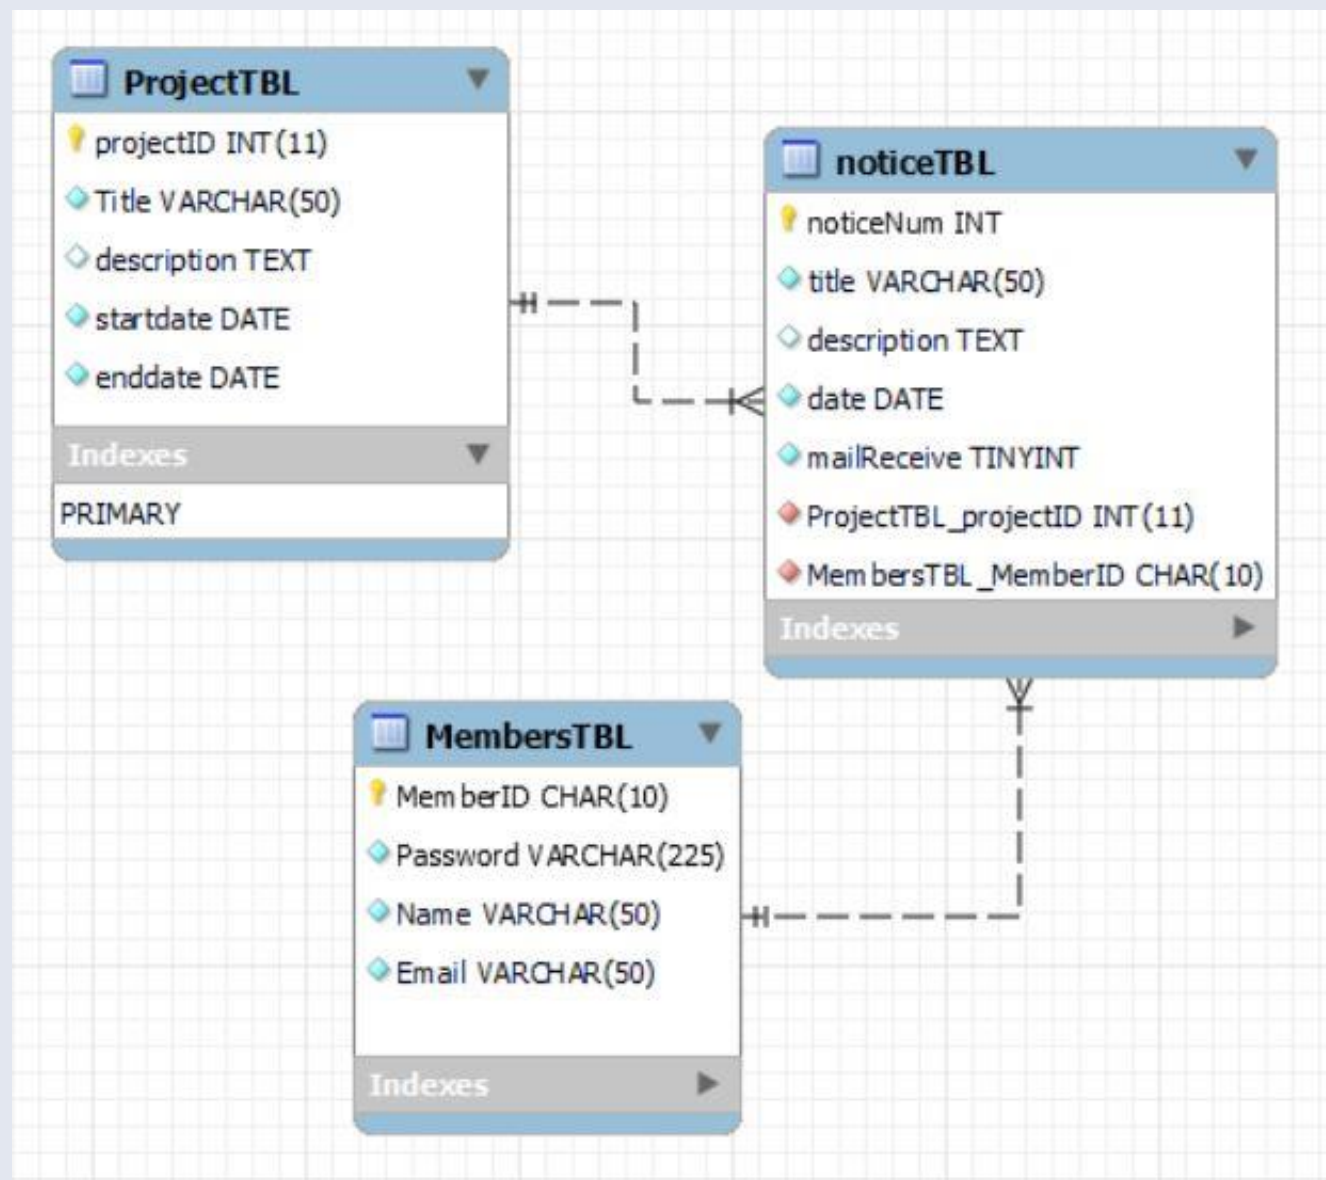 ProjectTBL
projectID INT(11)
Title VARCHAR(50)
description TEXT
startdate DATE
enddate DATE
Indexes
PRIMARY
noticeTBL
noticeNum INT
title VARCHAR(50)
description TEXT
date DATE
mailReceive TINYINT
ProjectTBL_projectID INT(11)
MembersTBL_MemberID CHAR(10)
Indexes
MembersTBL
MemberID CHAR(10)
Password VARCHAR(225)
Name VARCHAR(50)
Email VARCHAR(50)
Indexes